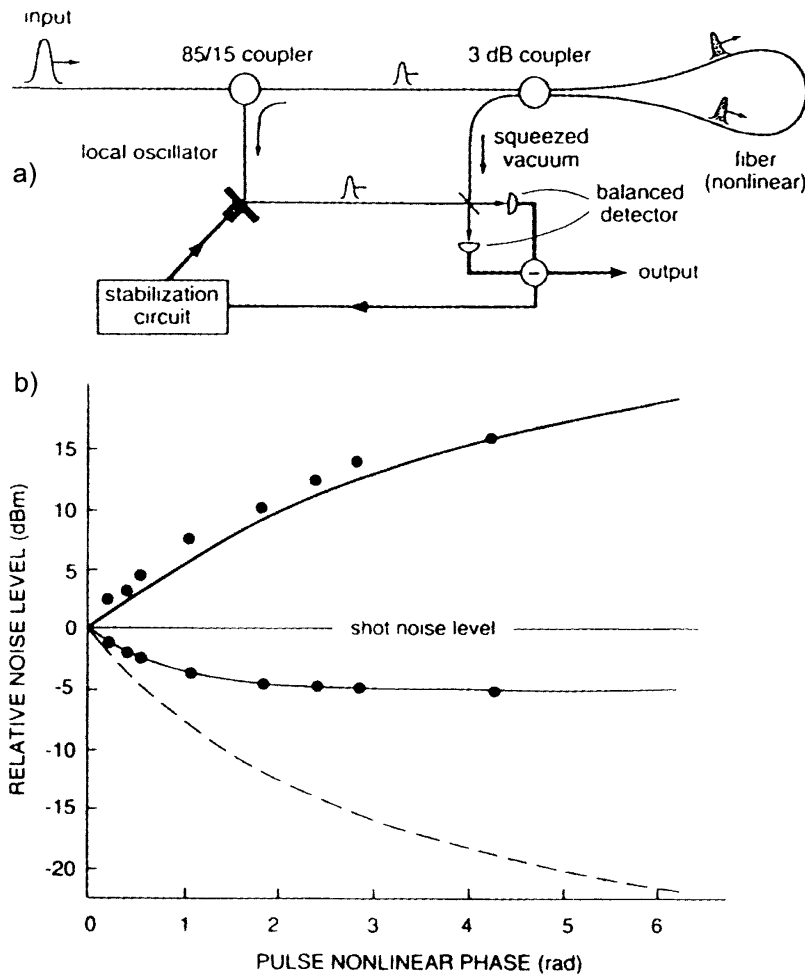 input
85/15 coupler
3 dB coupler
local oscillator
squeezed
vacuum
fiber
(nonlinear)
a)
balanced
detector
-
output
stabilization
circuit
b)
RELATIVE NOISE LEVEL (dBm)
15
10
5
0
-5
-10
-15
-20
shot noise level
0 1 2 3 4 5 6
PULSE NONLINEAR PHASE (rad)